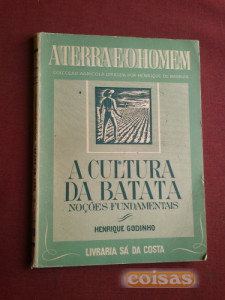 A TERRA E O HOMEM
A CULTURA
DA BATATA
NOÇÕES FUNDAMENTAIS
HENRIQUE GODINHO
LIVRARIA SÁ DA COSTA
coisas